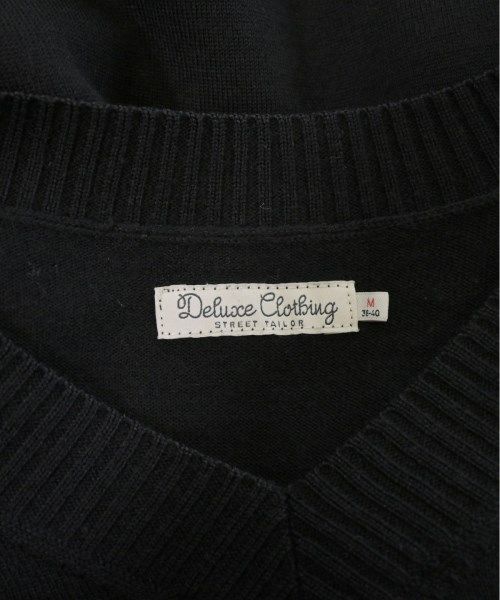 Deluxe Clothing
STREET TAILOR
M
38-40